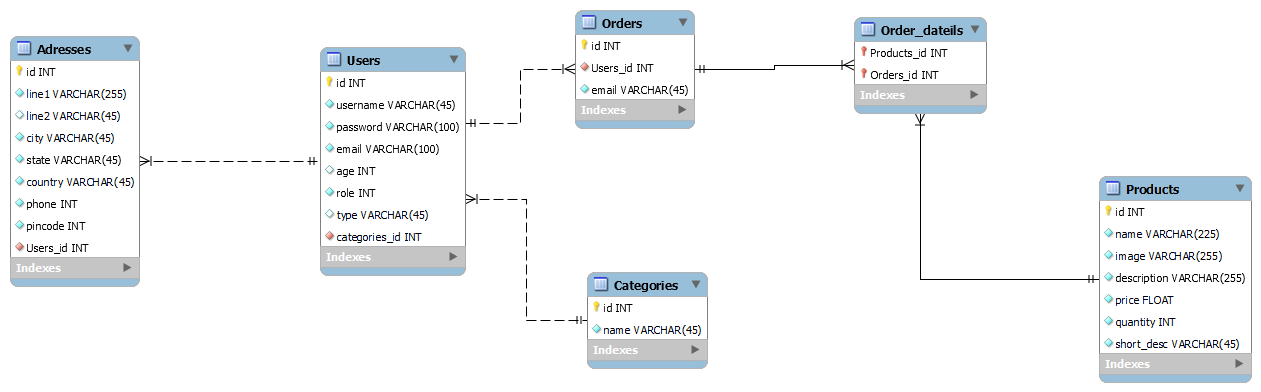 Adresses
id INT
line1 VARCHAR(255)
line2 VARCHAR(45)
city VARCHAR(45)
state VARCHAR(45)
country VARCHAR(45)
phone INT
pincode INT
Users_id INT
Indexes
Users
id INT
username VARCHAR(45)
password VARCHAR(100)
email VARCHAR(100)
age INT
role INT
type VARCHAR(45)
categories_id INT
Indexes
Orders
id INT
Users_id INT
email VARCHAR(45)
Indexes
Categories
id INT
name VARCHAR(45)
Indexes
Order_dateils
Products_id INT
Orders_id INT
Indexes
Products
id INT
name VARCHAR(225)
image VARCHAR(255)
description VARCHAR(255)
price FLOAT
quantity INT
short_desc VARCHAR(45)
Indexes